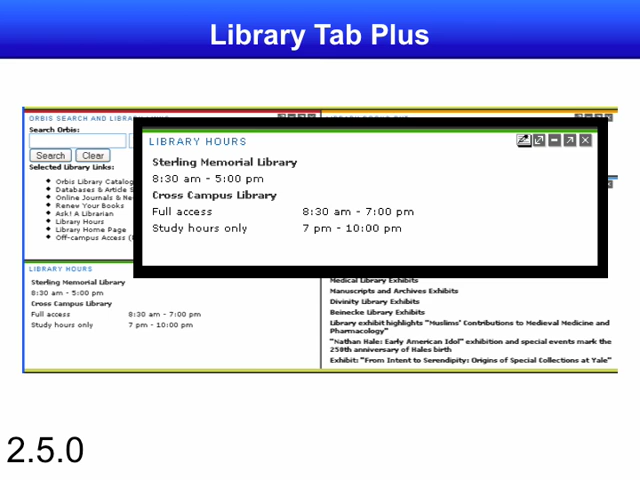 Library Tab Plus
ORBIS SEARCH AND
Search Orbis:
Search Clear
Selected Library Links:
Orbis Library Catalog
Databases & Article
Online Journals &
Renew Your Books
Ask! A Librarian
Library Hours
Library Home Page
Off-campus Access
LIBRARY HOURS
Sterling Memorial Library
8:30 am - 5:00 pm
Cross Campus Library
Full access 8:30 am - 7:00 pm
Study hours only 7 pm - 10:00 pm
LIBRARY HOURS
Sterling Memorial Library
8:30 am - 5:00 pm
Cross Campus Library
Full access 8:30 am - 7:00 pm
Study hours only 7 pm - 10:00 pm
Medical Library Exhibits
Manuscripts and Archives Exhibits
Divinity Library Exhibits
Beinecke Library Exhibits
Library exhibit highlights "Muslims' Contributions to Medieval Medicine and
Pharmacology"
"Nathan Hale: Early American Idol" exhibition and special events mark the
250th anniversary of Hales birth
Exhibit: "From Intent to Serendipity: Origins of Special Collections at Yale"
2.5.0